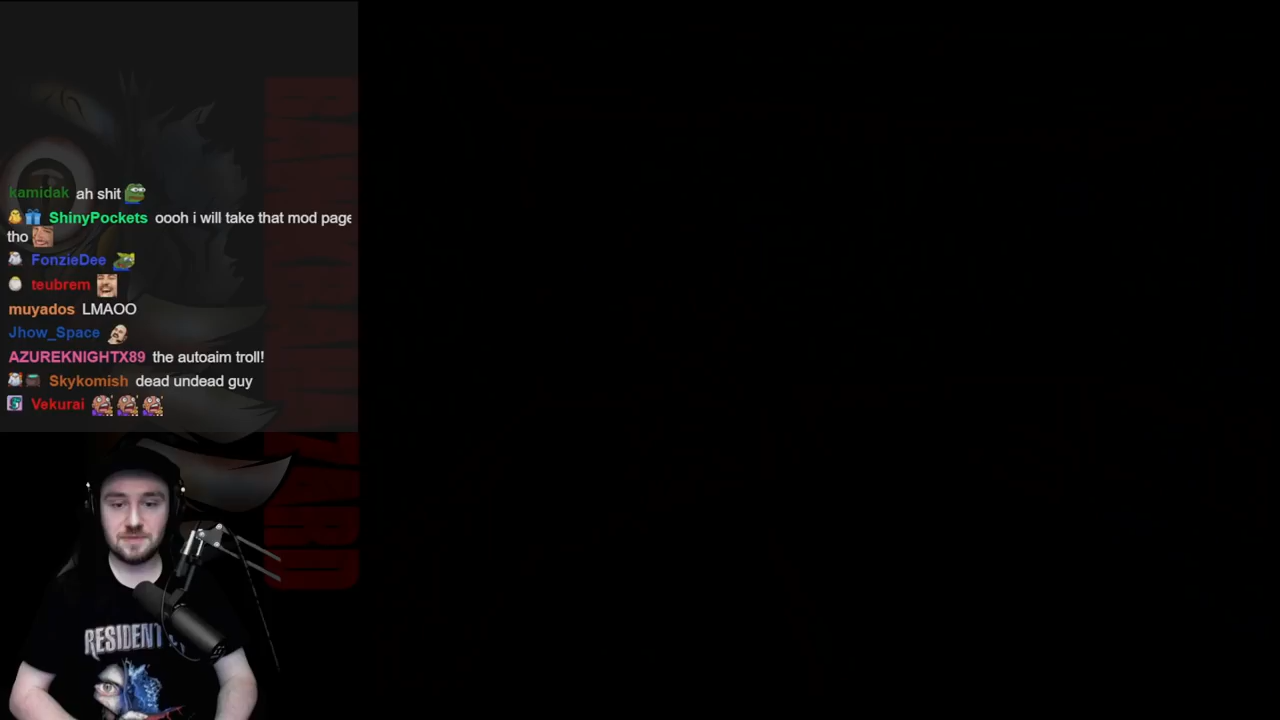 kamidak ah shit
ShinyPockets oooh i will take that mod page
tho
FonzieDee
teubrem
muyados LMAOO
Jhow_Space
AZUREKNIGHTX89 the autoaim troll!
Skykomish dead undead guy
Vekurai
ZARD
RESIDENT